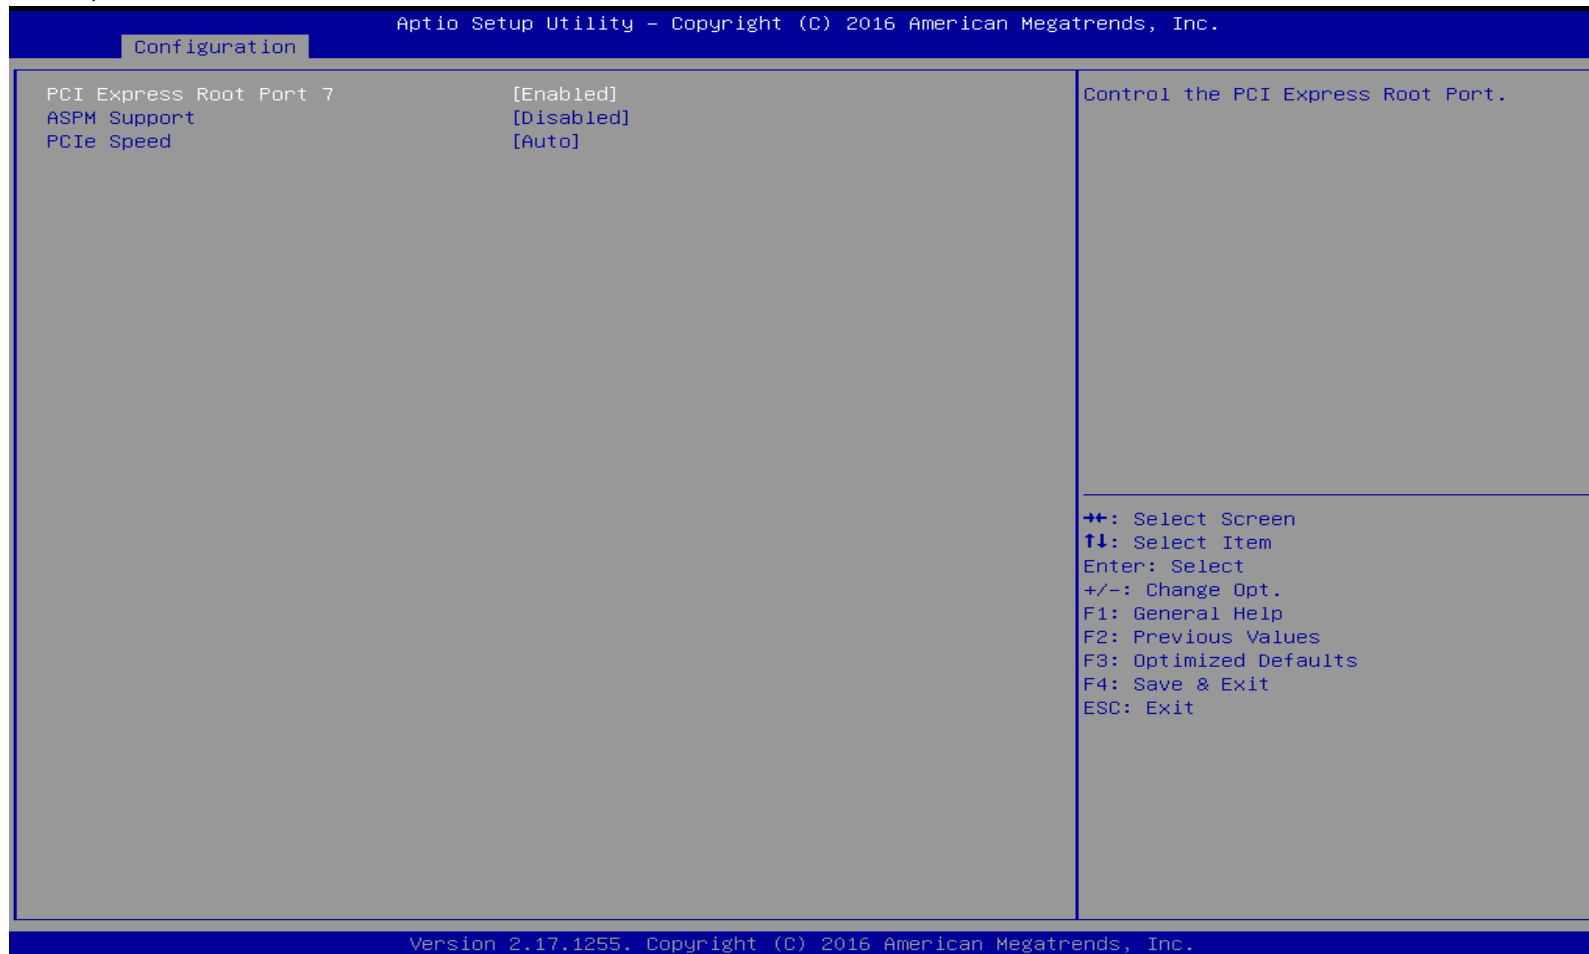 Aptio Setup Utility – Copyright (C) 2016 American Megatrends, Inc.
Configuration
PCI Express Root Port 7 [Enabled]
ASPM Support [Disabled]
PCIe Speed [Auto]
Control the PCI Express Root Port.
→←: Select Screen
↑↓: Select Item
Enter: Select
+/-: Change Opt.
F1: General Help
F2: Previous Values
F3: Optimized Defaults
F4: Save & Exit
ESC: Exit
Version 2.17.1255. Copyright (C) 2016 American Megatrends, Inc.